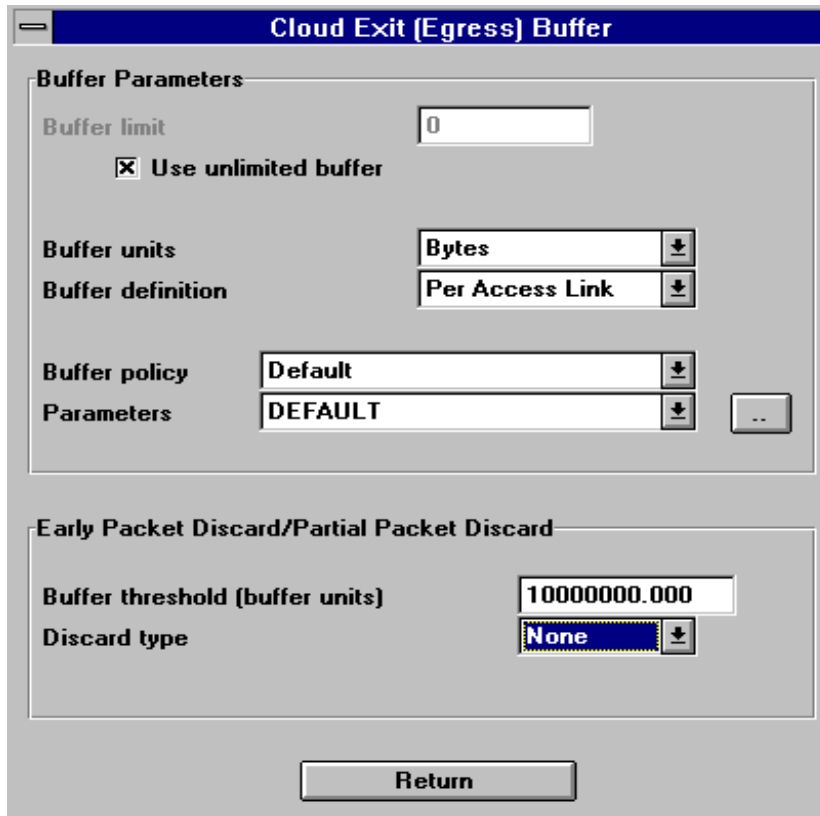 Cloud Exit (Egress) Buffer
Buffer Parameters
Buffer limit 0
Use unlimited buffer
Buffer units Bytes
Buffer definition Per Access Link
Buffer policy Default
Parameters DEFAULT ..
Early Packet Discard/Partial Packet Discard
Buffer threshold (buffer units) 10000000.000
Discard type None
Return